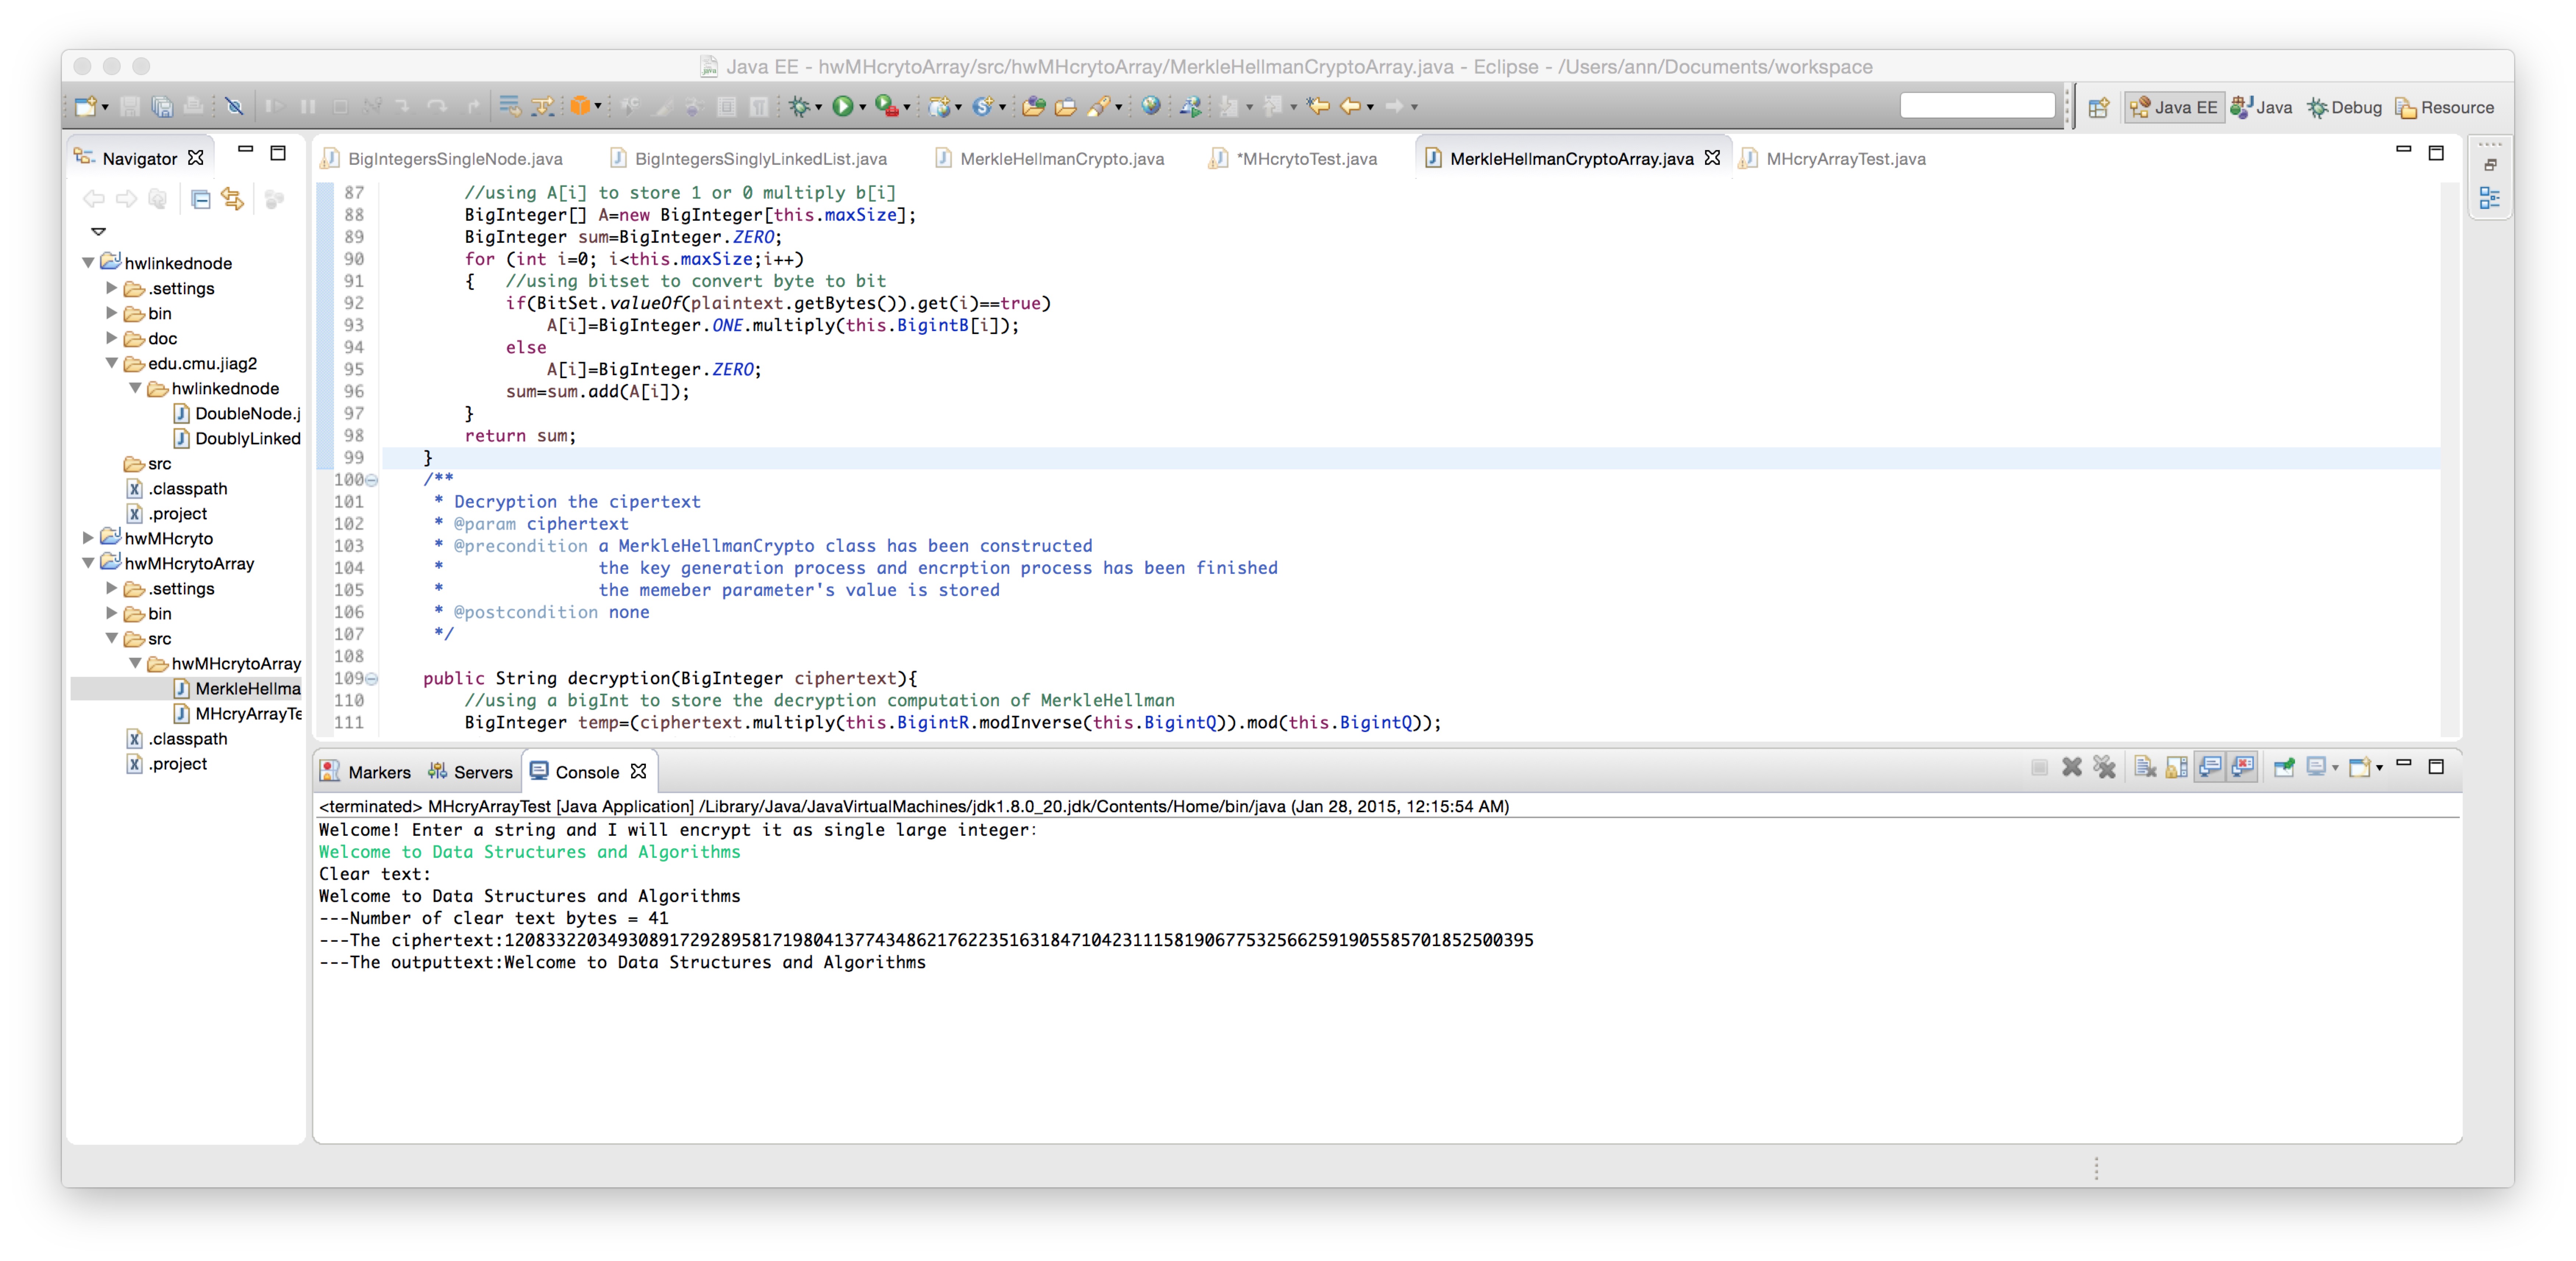 Java EE - hwMHcrytoArray/src/hwMHcrytoArray/MerkleHellmanCryptoArray.java - Eclipse - /Users/ann/Documents/workspace
Java EE Java Debug Resource
Navigator
hwlinkednode
.settings
bin
doc
edu.cmu.jiag2
hwlinkednode
DoubleNode.j
DoublyLinked
src
.classpath
.project
hwMHcryto
hwMHcrytoArray
.settings
bin
src
hwMHcrytoArray
MerkleHellma
MHcryArrayTe
.classpath
.project
BigIntegersSingleNode.java BigIntegersSinglyLinkedList.java MerkleHellmanCrypto.java *MHcrytoTest.java MerkleHellmanCryptoArray.java MHcryArrayTest.java
87 //using A[i] to store 1 or 0 multiply b[i]
88 BigInteger[] A=new BigInteger[this.maxSize];
89 BigInteger sum=BigInteger.ZERO;
90 for (int i=0; i<this.maxSize;i++)
91 { //using bitset to convert byte to bit
92 if(BitSet.valueOf(plaintext.getBytes()).get(i)==true)
93 A[i]=BigInteger.ONE.multiply(this.BigintB[i]);
94 else
95 A[i]=BigInteger.ZERO;
96 sum=sum.add(A[i]);
97 }
98 return sum;
99 }
100 /**
101 * Decryption the cipertext
102 * @param ciphertext
103 * @precondition a MerkleHellmanCrypto class has been constructed
104 * the key generation process and encrption process has been finished
105 * the memeber parameter's value is stored
106 * @postcondition none
107 */
108
109 public String decryption(BigInteger ciphertext){
110 //using a bigInt to store the decryption computation of MerkleHellman
111 BigInteger temp=(ciphertext.multiply(this.BigintR.modInverse(this.BigintQ)).mod(this.BigintQ));
Markers Servers Console
<terminated> MHcryArrayTest [Java Application] /Library/Java/JavaVirtualMachines/jdk1.8.0_20.jdk/Contents/Home/bin/java (Jan 28, 2015, 12:15:54 AM)
Welcome! Enter a string and I will encrypt it as single large integer:
Welcome to Data Structures and Algorithms
Clear text:
Welcome to Data Structures and Algorithms
---Number of clear text bytes = 41
---The ciphertext:1208332203493089172928958171980413774348621762235163184710423111581906775325662591905585701852500395
---The outputtext:Welcome to Data Structures and Algorithms